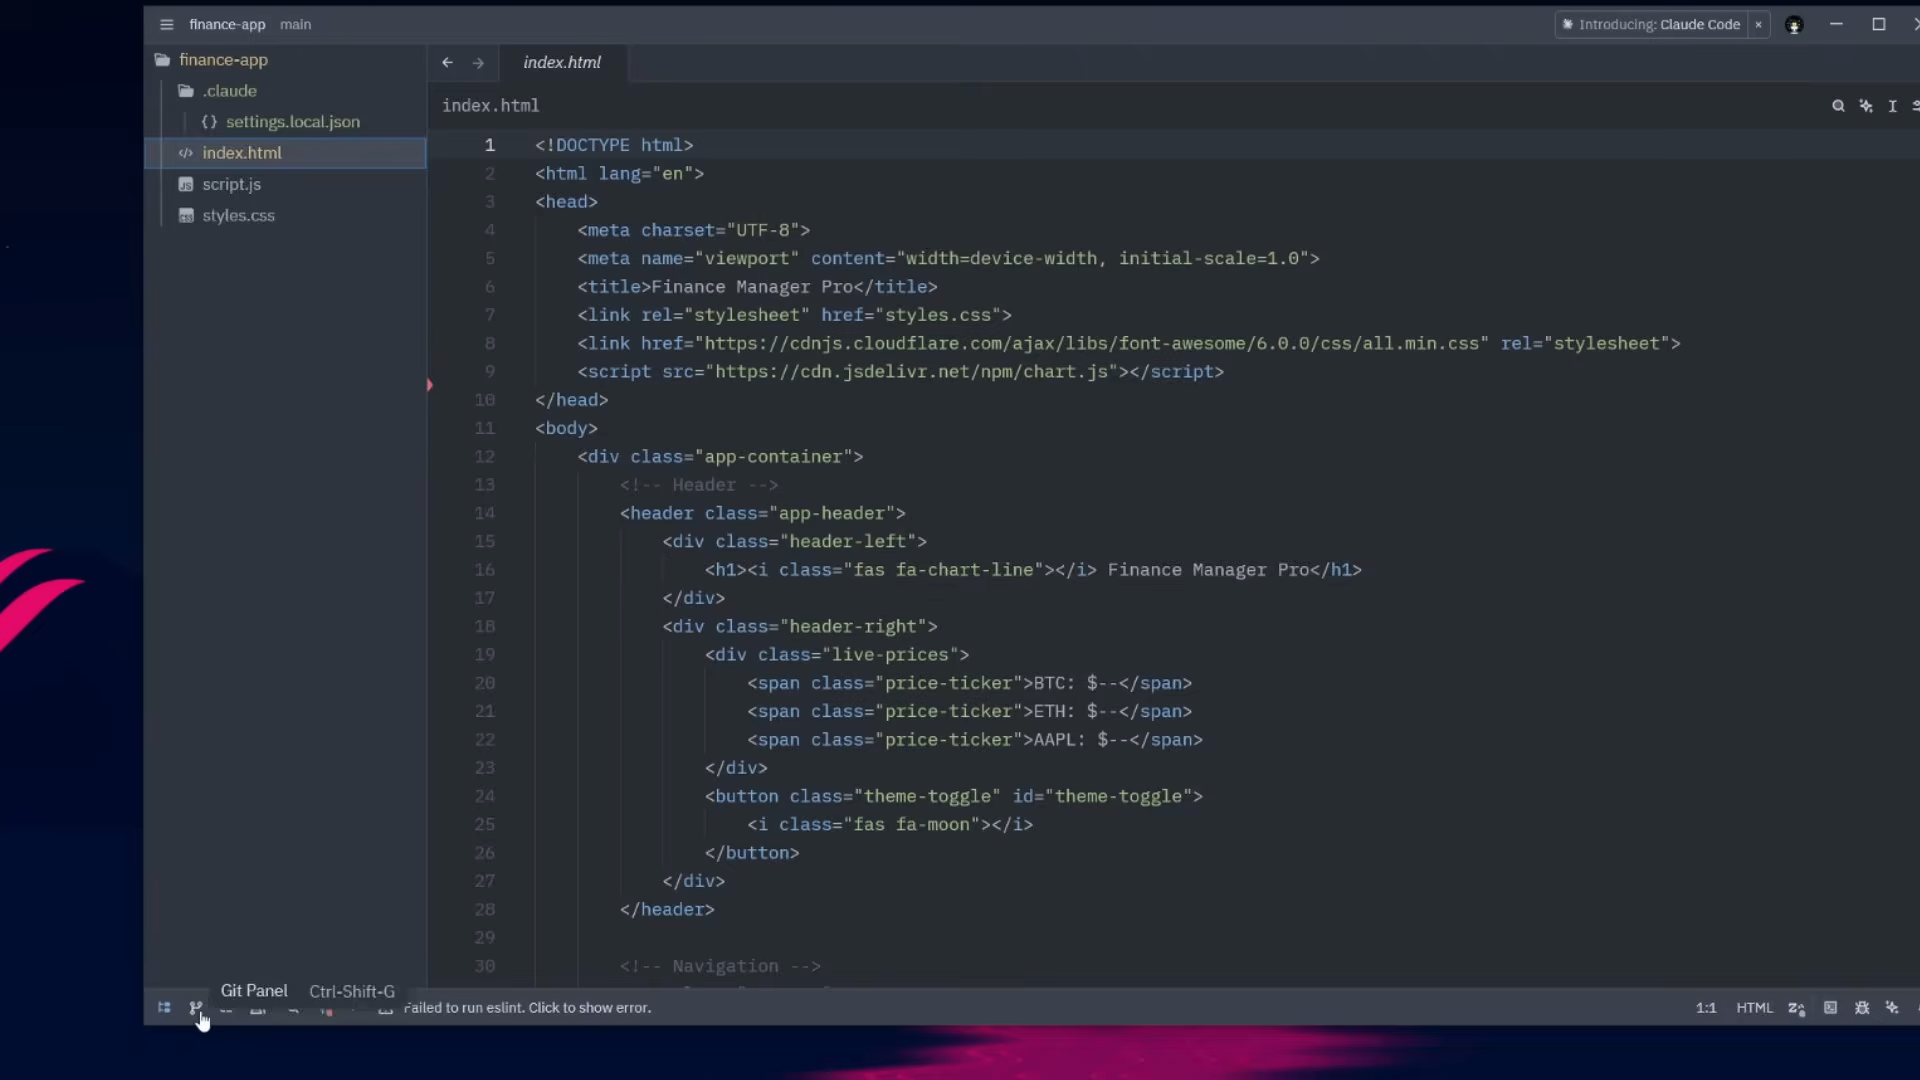 finance-app main
Introducing: Claude Code
finance-app
.claude
settings.local.json
index.html
script.js
styles.css
index.html
index.html
1 <!DOCTYPE html>
2 <html lang="en">
3 <head>
4 <meta charset="UTF-8">
5 <meta name="viewport" content="width=device-width, initial-scale=1.0">
6 <title>Finance Manager Pro</title>
7 <link rel="stylesheet" href="styles.css">
8 <link href="https://cdnjs.cloudflare.com/ajax/libs/font-awesome/6.0.0/css/all.min.css" rel="stylesheet">
9 <script src="https://cdn.jsdelivr.net/npm/chart.js"></script>
10 </head>
11 <body>
12 <div class="app-container">
13 <!-- Header -->
14 <header class="app-header">
15 <div class="header-left">
16 <h1><i class="fas fa-chart-line"></i> Finance Manager Pro</h1>
17 </div>
18 <div class="header-right">
19 <div class="live-prices">
20 <span class="price-ticker">BTC: $--</span>
21 <span class="price-ticker">ETH: $--</span>
22 <span class="price-ticker">AAPL: $--</span>
23 </div>
24 <button class="theme-toggle" id="theme-toggle">
25 <i class="fas fa-moon"></i>
26 </button>
27 </div>
28 </header>
29
30 <!-- Navigation -->
Git Panel Ctrl-Shift-G
Failed to run eslint. Click to show error.
1:1 HTML